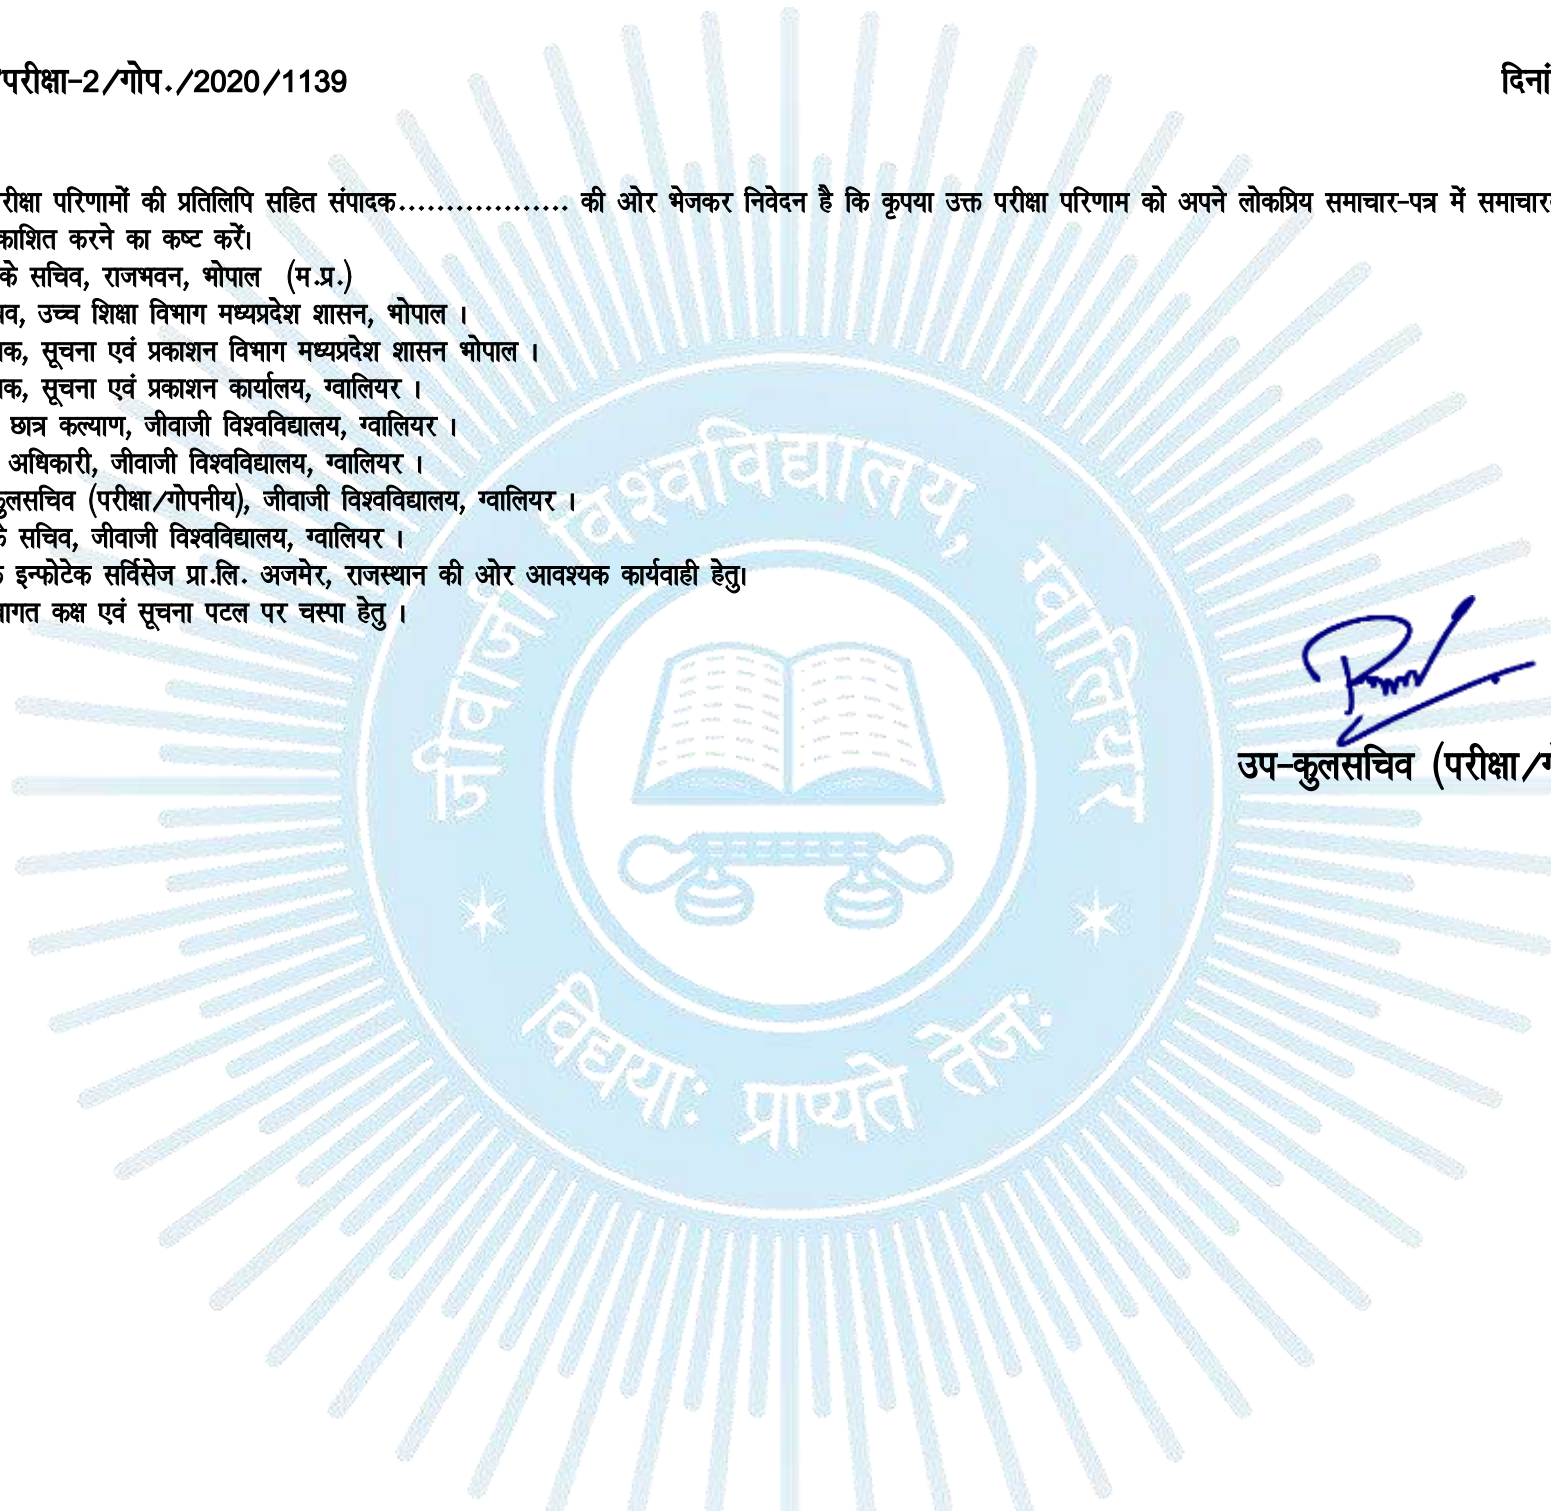 परीक्षा-2/गोप./2020/1139 दिनां
रीक्षा परिणामों की प्रतिलिपि सहित संपादक.................. की ओर भेजकर निवेदन है कि कृपया उक्त परीक्षा परिणाम को अपने लोकप्रिय समाचार-पत्र में समाचार
काशित करने का कष्ट करें।
के सचिव, राजभवन, भोपाल (म.प्र.)
व, उच्च शिक्षा विभाग मध्यप्रदेश शासन, भोपाल ।
क, सूचना एवं प्रकाशन विभाग मध्यप्रदेश शासन भोपाल ।
क, सूचना एवं प्रकाशन कार्यालय, ग्वालियर ।
छात्र कल्याण, जीवाजी विश्वविद्यालय, ग्वालियर ।
अधिकारी, जीवाजी विश्वविद्यालय, ग्वालियर ।
कुलसचिव (परीक्षा/गोपनीय), जीवाजी विश्वविद्यालय, ग्वालियर ।
के सचिव, जीवाजी विश्वविद्यालय, ग्वालियर ।
इन्फोटेक सर्विसेज प्रा.लि. अजमेर, राजस्थान की ओर आवश्यक कार्यवाही हेतु।
ागत कक्ष एवं सूचना पटल पर चस्पा हेतु ।
उप-कुलसचिव (परीक्षा/ग
जीवाजी विश्वविद्यालय, ग्वालियर
विद्यया: प्राप्यते तेज: